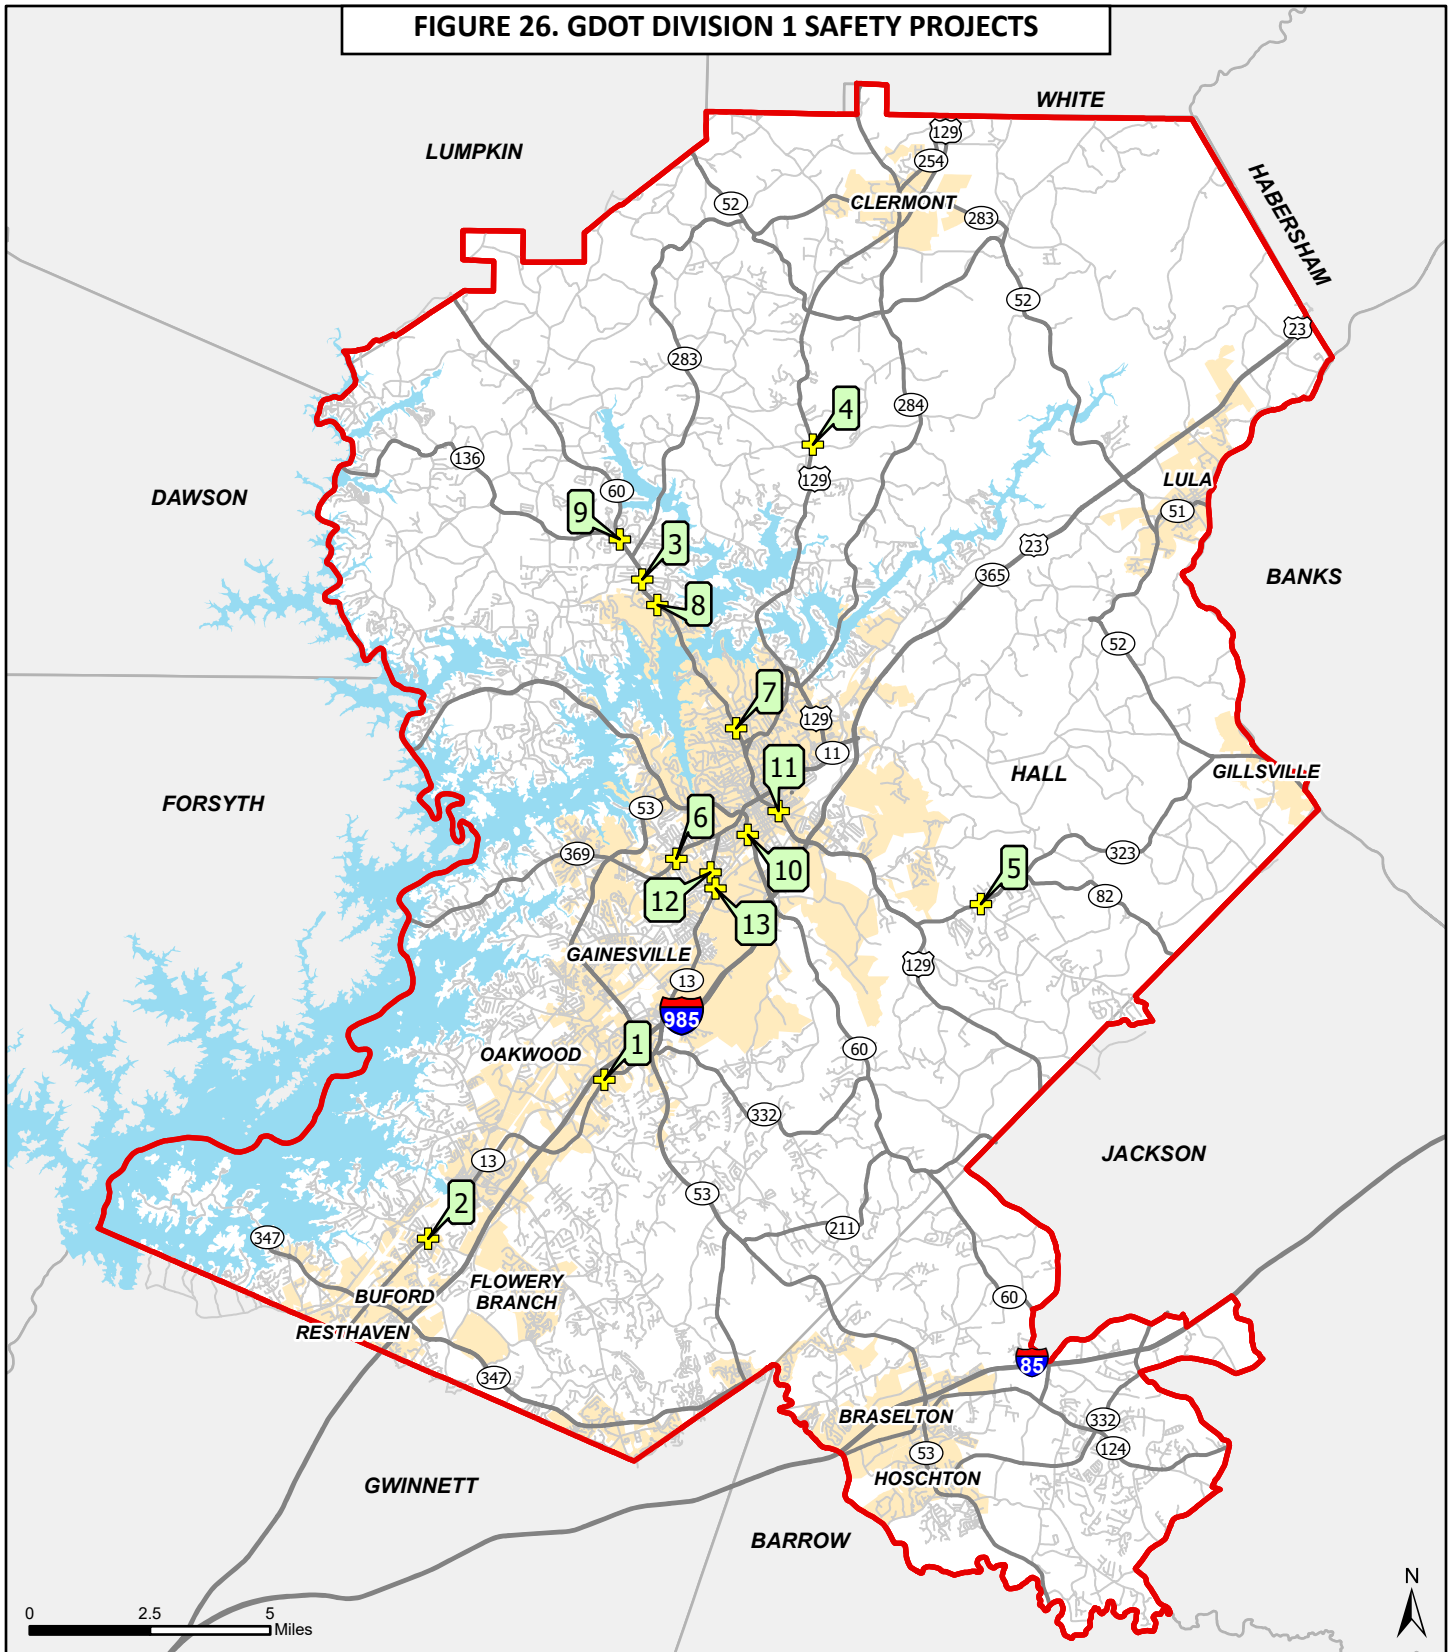 FIGURE 26. GDOT DIVISION 1 SAFETY PROJECTS
WHITE
129
LUMPKIN
254
HABERSHAM
52
CLERMONT
283
52
23
283
4
284
136
129
LULA
DAWSON
60
51
9
3
23
365
BANKS
8
52
7
129
11
11
HALL
GILLSVILLE
FORSYTH
53
6
369
323
10
5
12
82
13
GAINESVILLE
129
13
985
1
OAKWOOD
60
332
JACKSON
13
53
2
211
347
FLOWERY
BRANCH
BUFORD
60
RESTHAVEN
85
347
BRASELTON
332
124
53
HOSCHTON
GWINNETT
BARROW
N
0 2.5 5
Miles